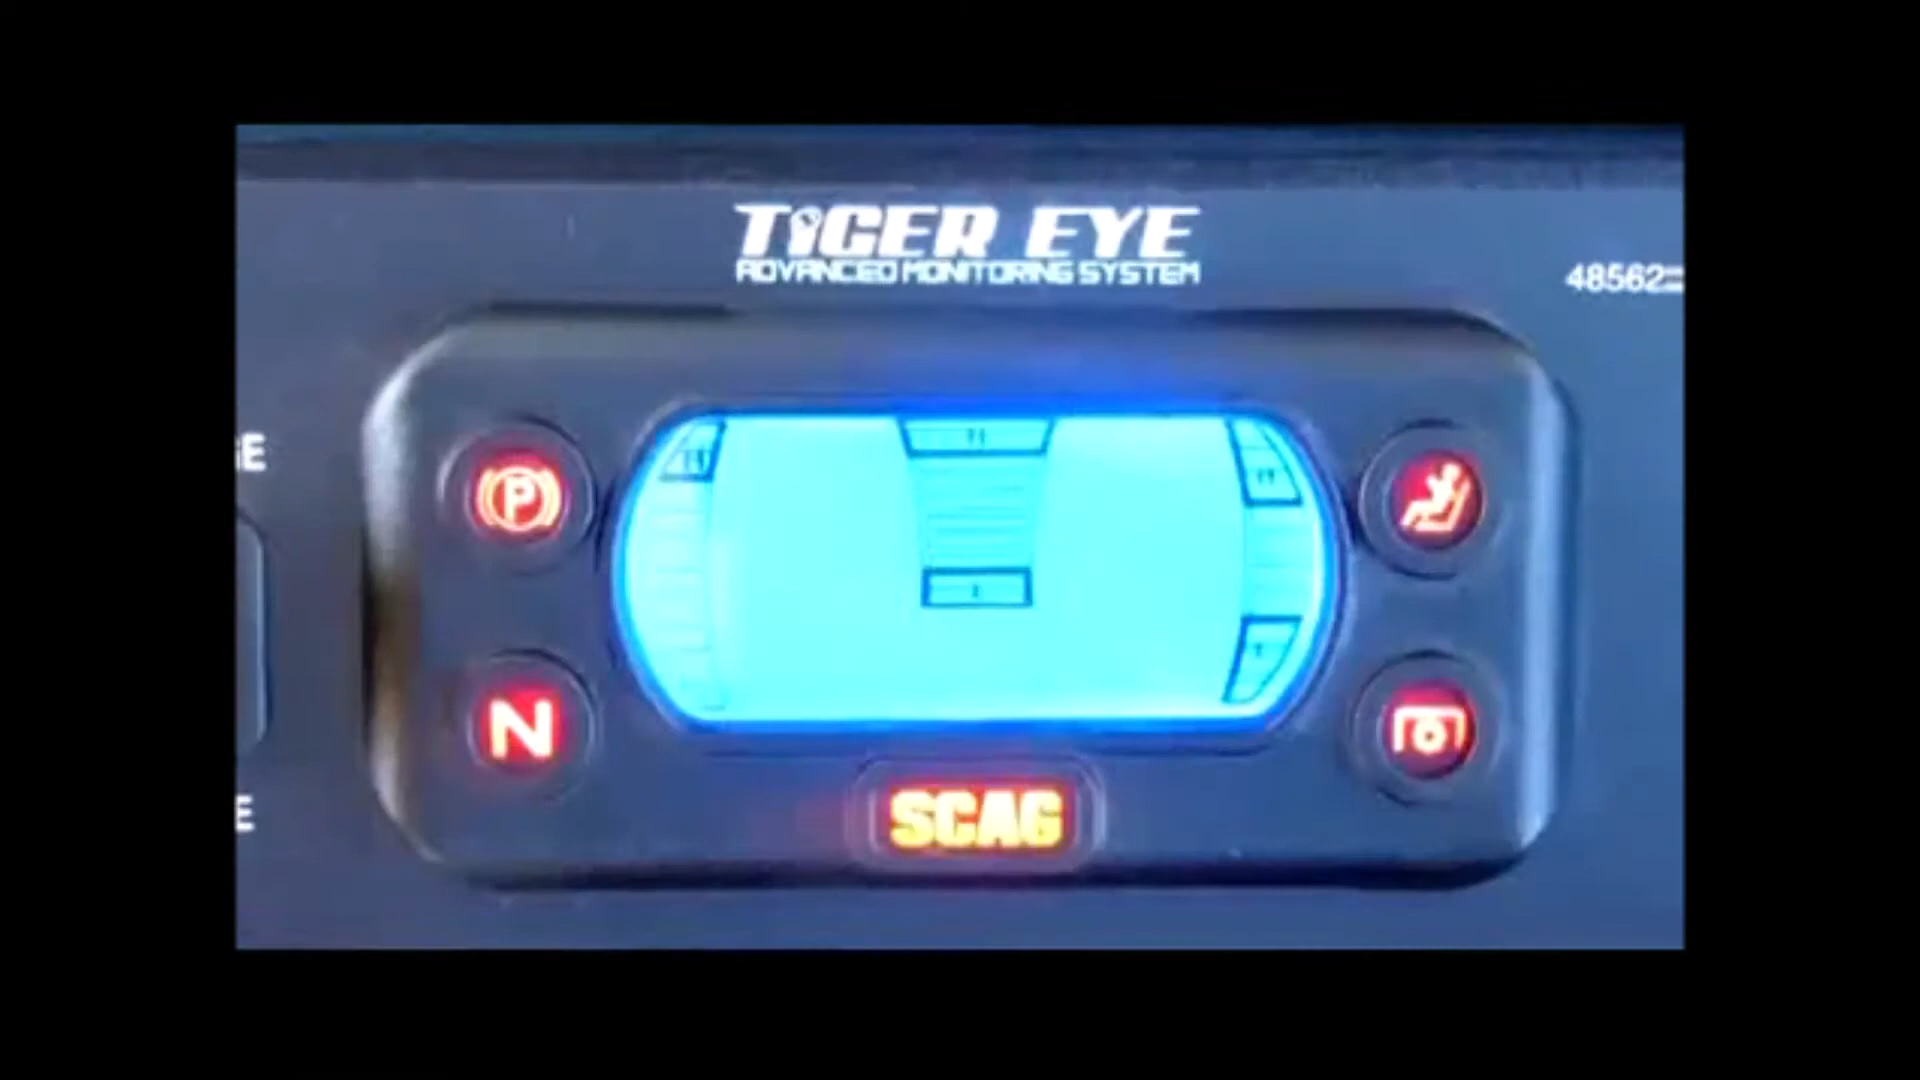 TIGER EYE
ADVANCED MONITORING SYSTEM
48562
P
N
SCAG